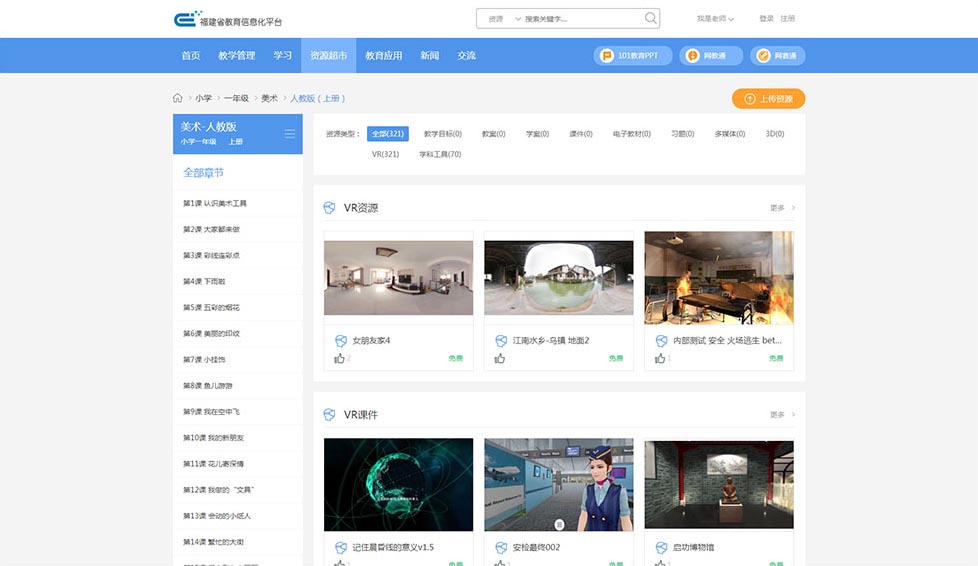 福建省教育信息化平台
资源 搜索关键字...
我是老师
登录 注册
首页 教学管理 学习 资源超市 教育应用 新闻 交流
101教育PPT 网教通 网教通
小学 一年级 美术 人教版（上册）
上传资源
美术-人教版
小学一年级 上册
全部章节
第1课 认识美术工具
第2课 大家都来做
第3课 彩线连彩点
第4课 下雨啦
第5课 五彩的烟花
第6课 美丽的印纹
第7课 小挂饰
第8课 鱼儿游游
第9课 我在空中飞
第10课 我的新朋友
第11课 花儿寄深情
第12课 我做的“文具”
第13课 会动的小纸人
第14课 繁忙的大街
资源类型： 全部(321) 教学目标(0) 教案(0) 学案(0) 课件(0) 电子教材(0) 习题(0) 多媒体(0) 3D(0)
VR(321) 学科工具(70)
VR资源
更多
女朋友家4
2
免费
江南水乡-乌镇 地面2
免费
内部测试 安全 火场逃生 bet...
1
免费
VR课件
更多
记住晨昏线的意义v1.5
安检最终002
启功博物馆